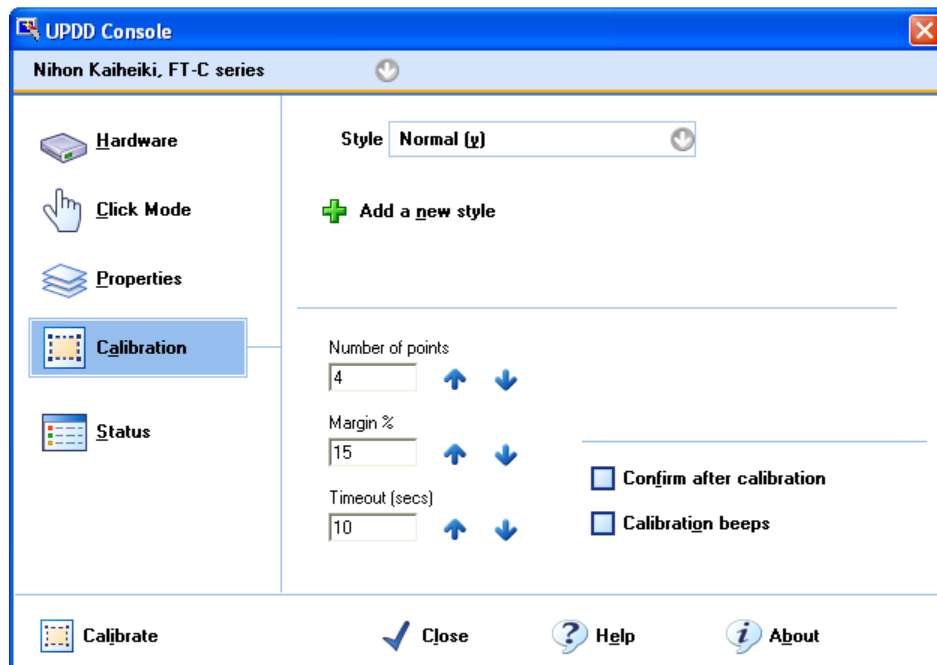 UPDD Console
Nihon Kaiheiki, FT-C series
Hardware
Click Mode
Properties
Calibration
Status
Style Normal (y)
Add a new style
Number of points
4
Margin %
15
Timeout (secs)
10
Confirm after calibration
Calibration beeps
Calibrate Close Help About